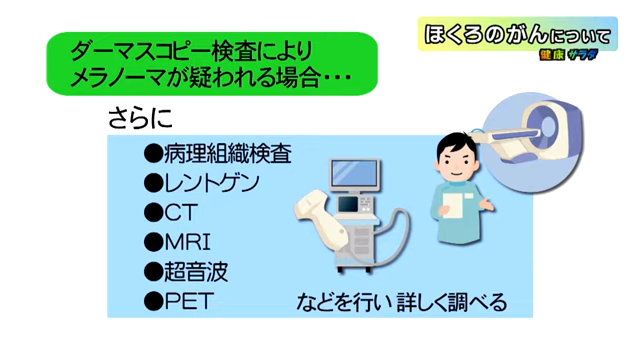 ほくろのがんについて
健康サラダ
ダーマスコピー検査により
メラノーマが疑われる場合・・・
さらに
●病理組織検査
●レントゲン
●CT
●MRI
●超音波
●PET
などを行い 詳しく調べる